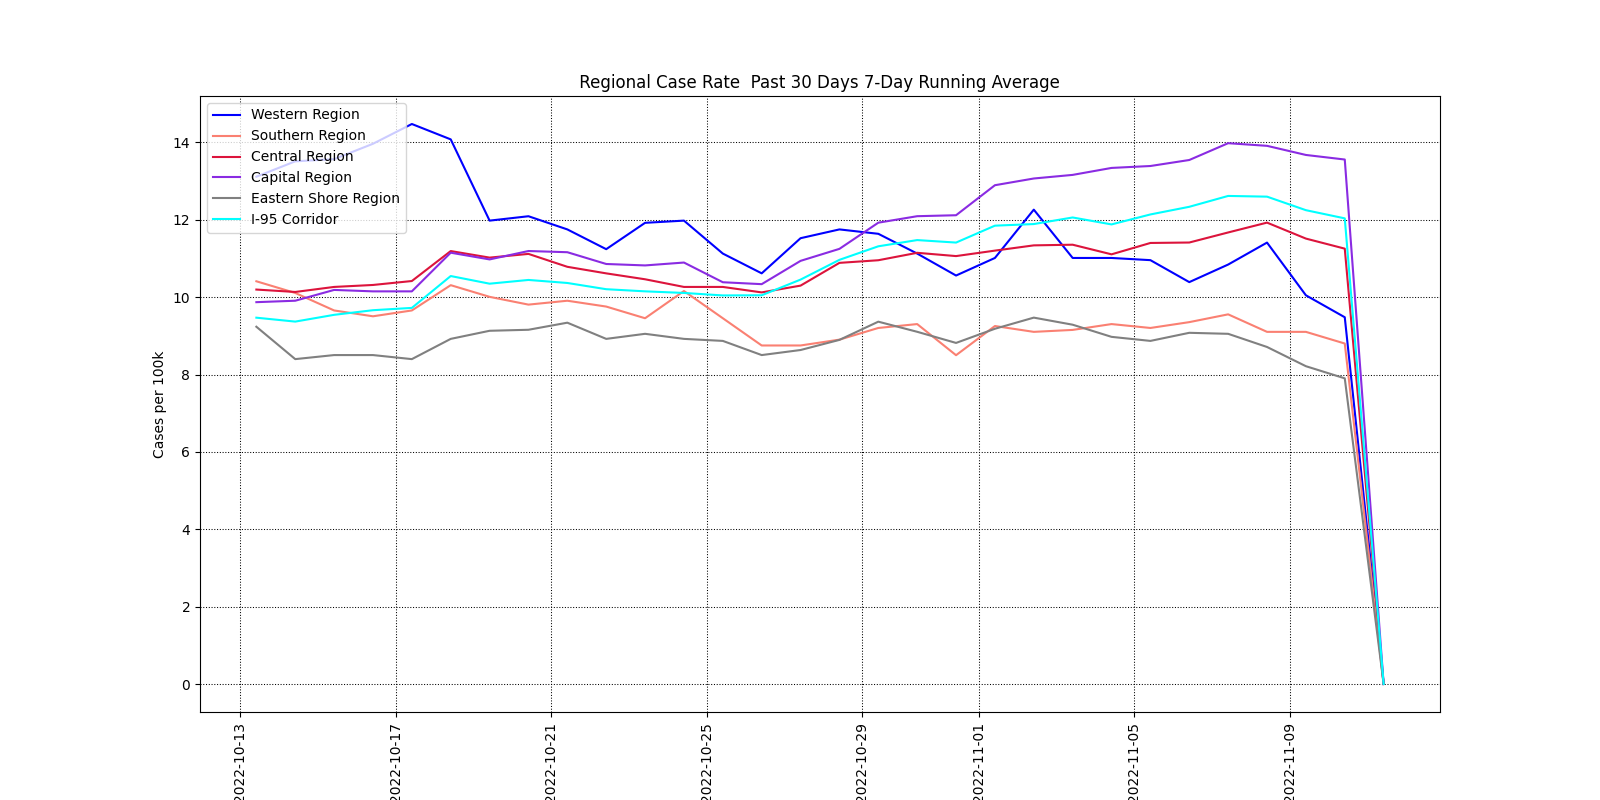 Regional Case Rate  Past 30 Days 7-Day Running Average
Western Region
Southern Region
Central Region
Capital Region
Eastern Shore Region
I-95 Corridor
Cases per 100k
14
12
10
8
6
4
2
0
2022-10-13
2022-10-17
2022-10-21
2022-10-25
2022-10-29
2022-11-01
2022-11-05
2022-11-09